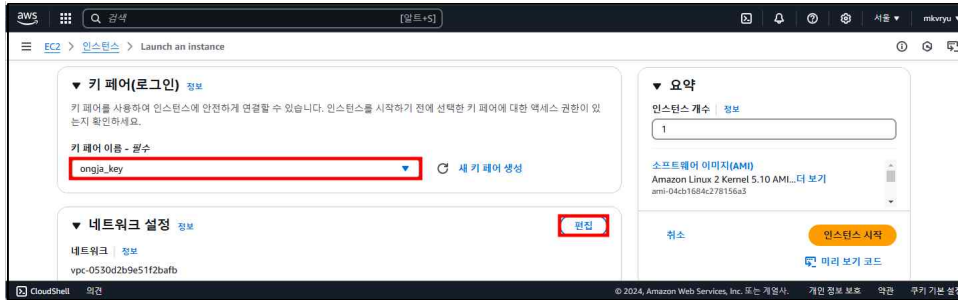 aws
검색
[알트+S]
서울 ▼
mkvryu
EC2 > 인스턴스 > Launch an instance
▼ 키 페어(로그인) 정보
키 페어를 사용하여 인스턴스에 안전하게 연결할 수 있습니다. 인스턴스를 시작하기 전에 선택한 키 페어에 대한 액세스 권한이 있
는지 확인하세요.
키 페어 이름 - 필수
ongja_key
새 키 페어 생성
▼ 네트워크 설정 정보
편집
네트워크 | 정보
vpc-0530d2b9e51f2bafb
▼ 요약
인스턴스 개수 | 정보
1
소프트웨어 이미지(AMI)
Amazon Linux 2 Kernel 5.10 AMI...더 보기
ami-04cb1684c278156a3
취소
인스턴스 시작
미리 보기 코드
CloudShell 의견
© 2024, Amazon Web Services, Inc. 또는 계열사.
개인 정보 보호 약관 쿠키 기본 설정